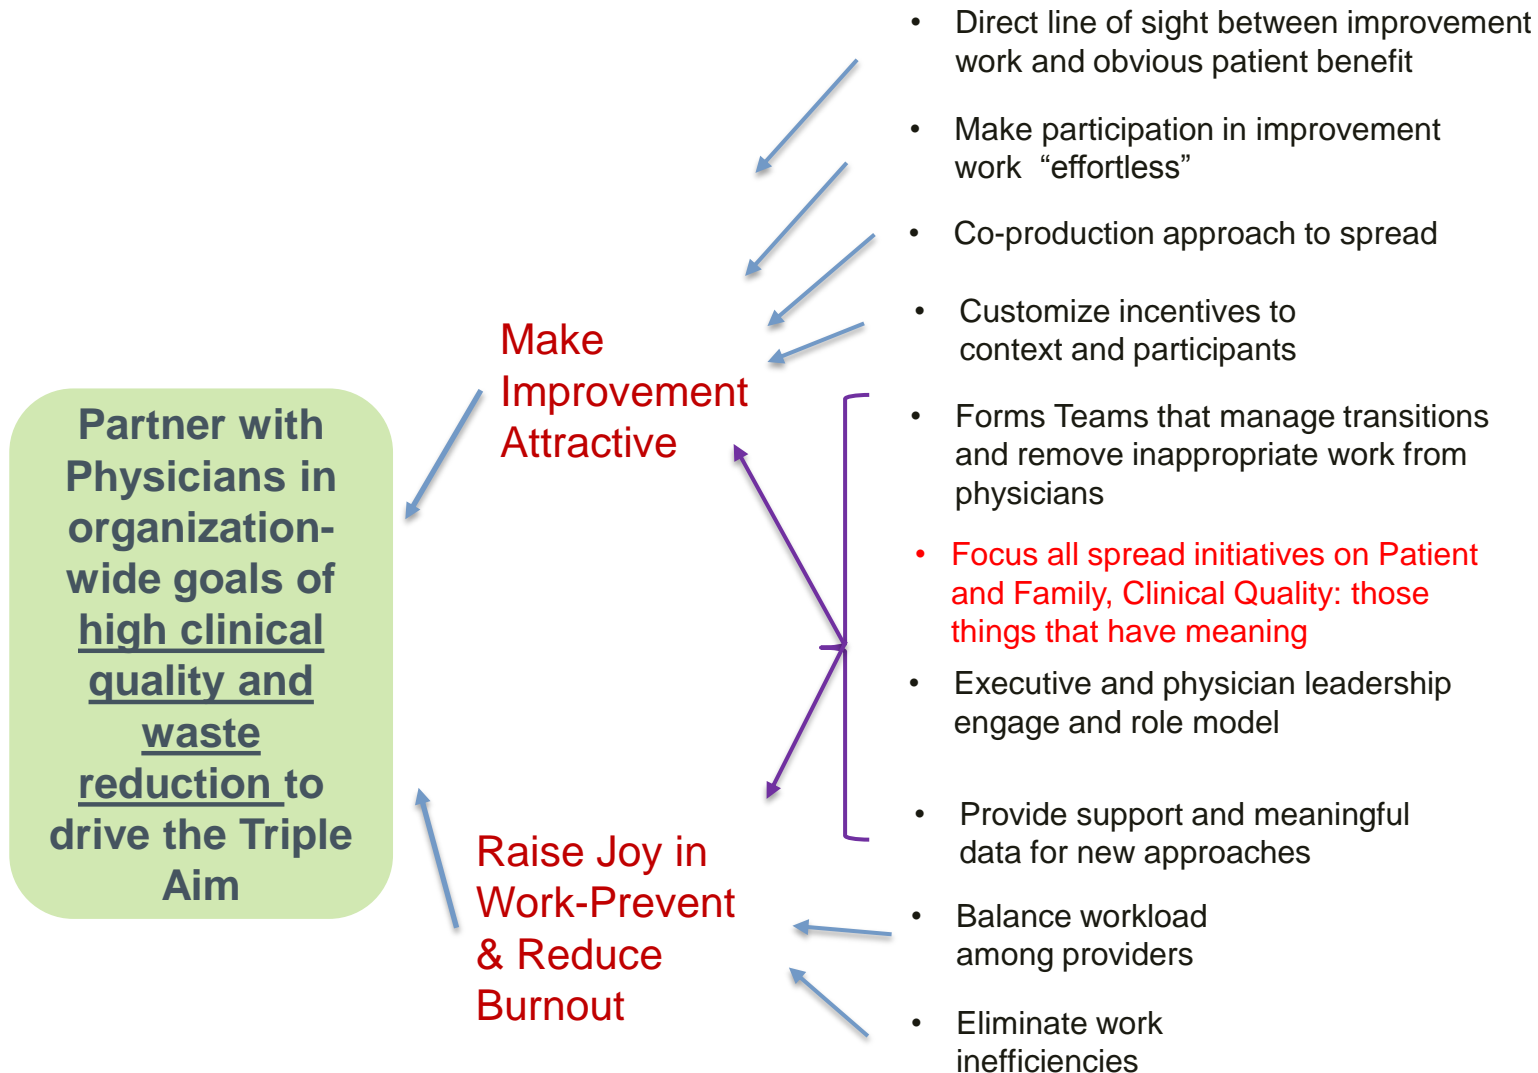 Partner with
Physicians in
organization-
wide goals of
high clinical
quality and
waste
reduction to
drive the Triple
Aim
Make
Improvement
Attractive
Raise Joy in
Work-Prevent
& Reduce
Burnout
• Direct line of sight between improvement
work and obvious patient benefit
• Make participation in improvement
work “effortless”
• Co-production approach to spread
• Customize incentives to
context and participants
• Forms Teams that manage transitions
and remove inappropriate work from
physicians
• Focus all spread initiatives on Patient
and Family, Clinical Quality: those
things that have meaning
• Executive and physician leadership
engage and role model
• Provide support and meaningful
data for new approaches
• Balance workload
among providers
• Eliminate work
inefficiencies